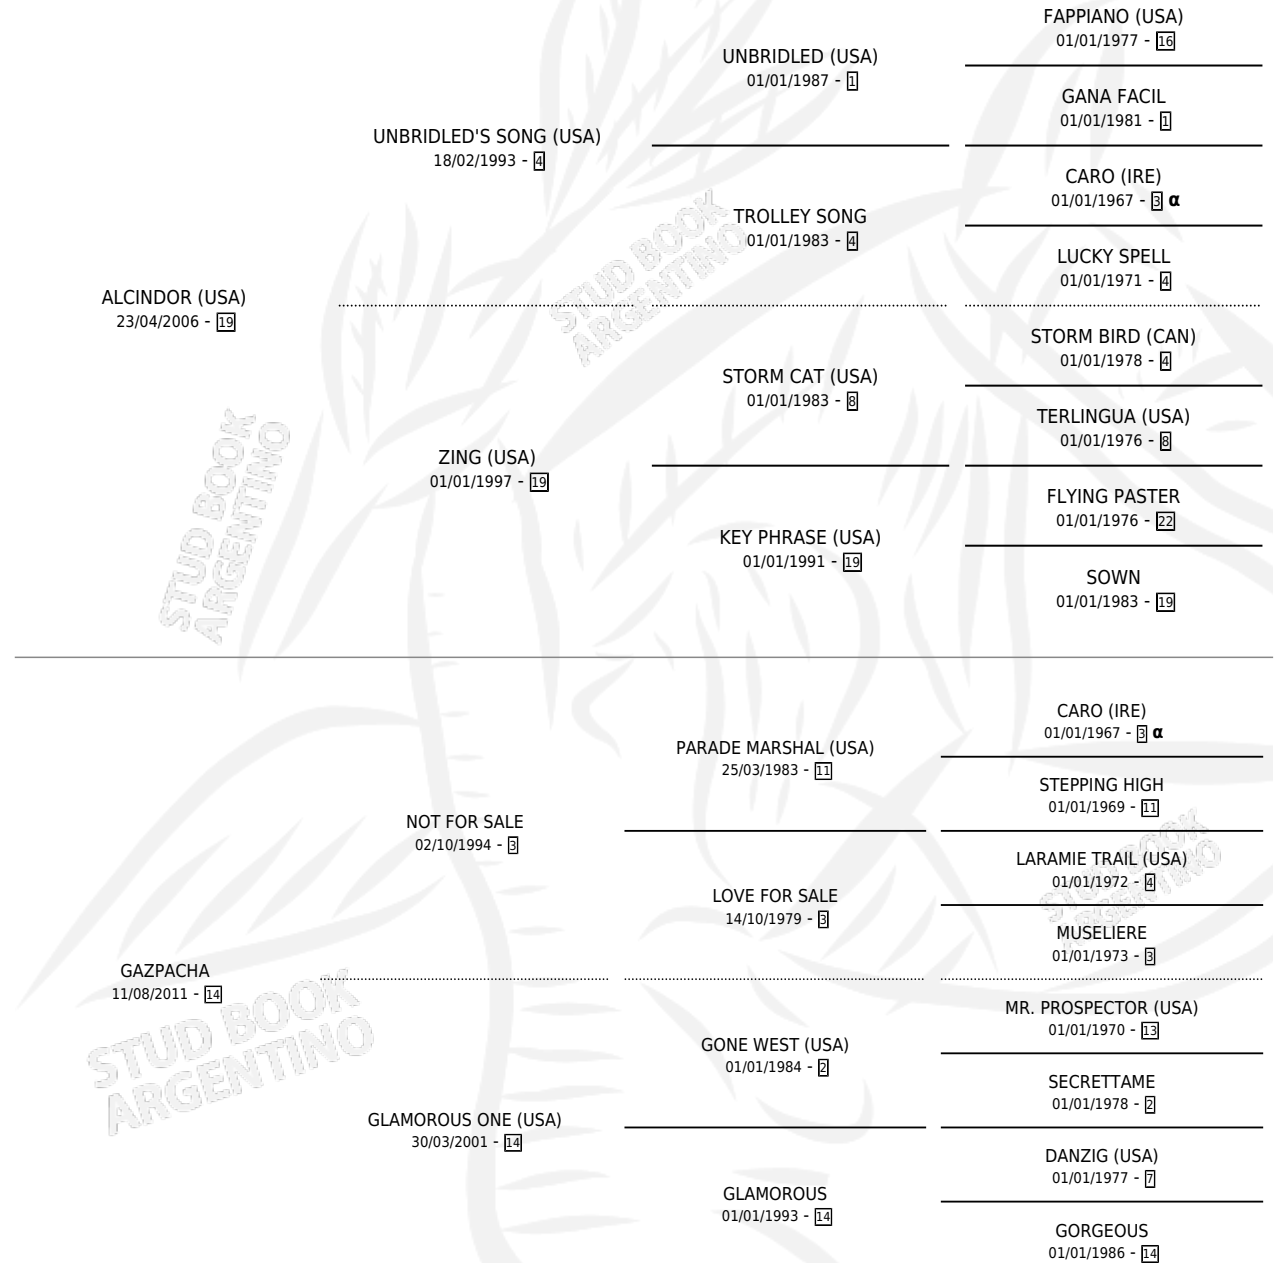 FAPPIANO (USA)
01/01/1977 - 16
UNBRIDLED (USA)
01/01/1987 - 1
GANA FACIL
01/01/1981 - 1
UNBRIDLED'S SONG (USA)
18/02/1993 - 4
CARO (IRE)
01/01/1967 - 3 α
TROLLEY SONG
01/01/1983 - 4
LUCKY SPELL
01/01/1971 - 4
ALCINDOR (USA)
23/04/2006 - 19
STORM BIRD (CAN)
01/01/1978 - 4
STORM CAT (USA)
01/01/1983 - 8
TERLINGUA (USA)
01/01/1976 - 8
ZING (USA)
01/01/1997 - 19
FLYING PASTER
01/01/1976 - 22
KEY PHRASE (USA)
01/01/1991 - 19
SOWN
01/01/1983 - 19
CARO (IRE)
01/01/1967 - 3 α
PARADE MARSHAL (USA)
25/03/1983 - 11
STEPPING HIGH
01/01/1969 - 11
NOT FOR SALE
02/10/1994 - 3
LARAMIE TRAIL (USA)
01/01/1972 - 4
LOVE FOR SALE
14/10/1979 - 3
MUSELIERE
01/01/1973 - 3
GAZPACHA
11/08/2011 - 14
MR. PROSPECTOR (USA)
01/01/1970 - 13
GONE WEST (USA)
01/01/1984 - 2
SECRETTAME
01/01/1978 - 2
GLAMOROUS ONE (USA)
30/03/2001 - 14
DANZIG (USA)
01/01/1977 - 7
GLAMOROUS
01/01/1993 - 14
GORGEOUS
01/01/1986 - 14
STUD BOOK
ARGENTINO
STUD BOOK
ARGENTINO
STUD BOOK
ARGENTINO
STUD BOOK
ARGENTINO